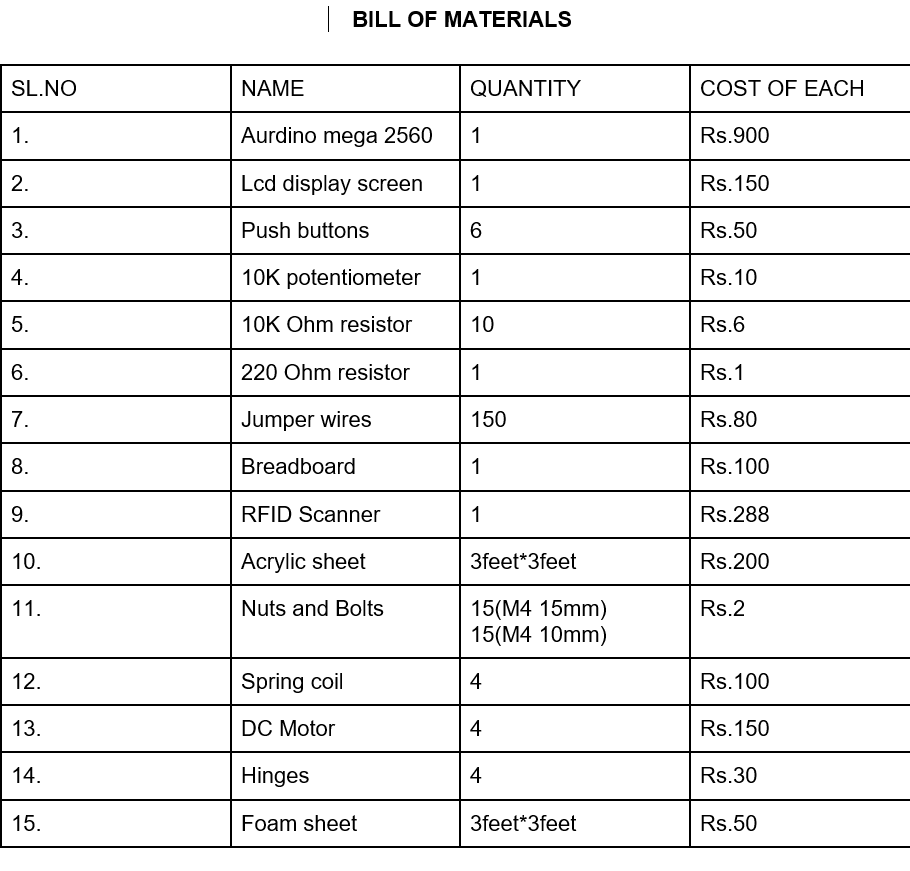 BILL OF MATERIALS
SL.NO NAME QUANTITY COST OF EACH
1. Aurdino mega 2560 1 Rs.900
2. Lcd display screen 1 Rs.150
3. Push buttons 6 Rs.50
4. 10K potentiometer 1 Rs.10
5. 10K Ohm resistor 10 Rs.6
6. 220 Ohm resistor 1 Rs.1
7. Jumper wires 150 Rs.80
8. Breadboard 1 Rs.100
9. RFID Scanner 1 Rs.288
10. Acrylic sheet 3feet*3feet Rs.200
11. Nuts and Bolts 15(M4 15mm) Rs.2
15(M4 10mm)
12. Spring coil 4 Rs.100
13. DC Motor 4 Rs.150
14. Hinges 4 Rs.30
15. Foam sheet 3feet*3feet Rs.50